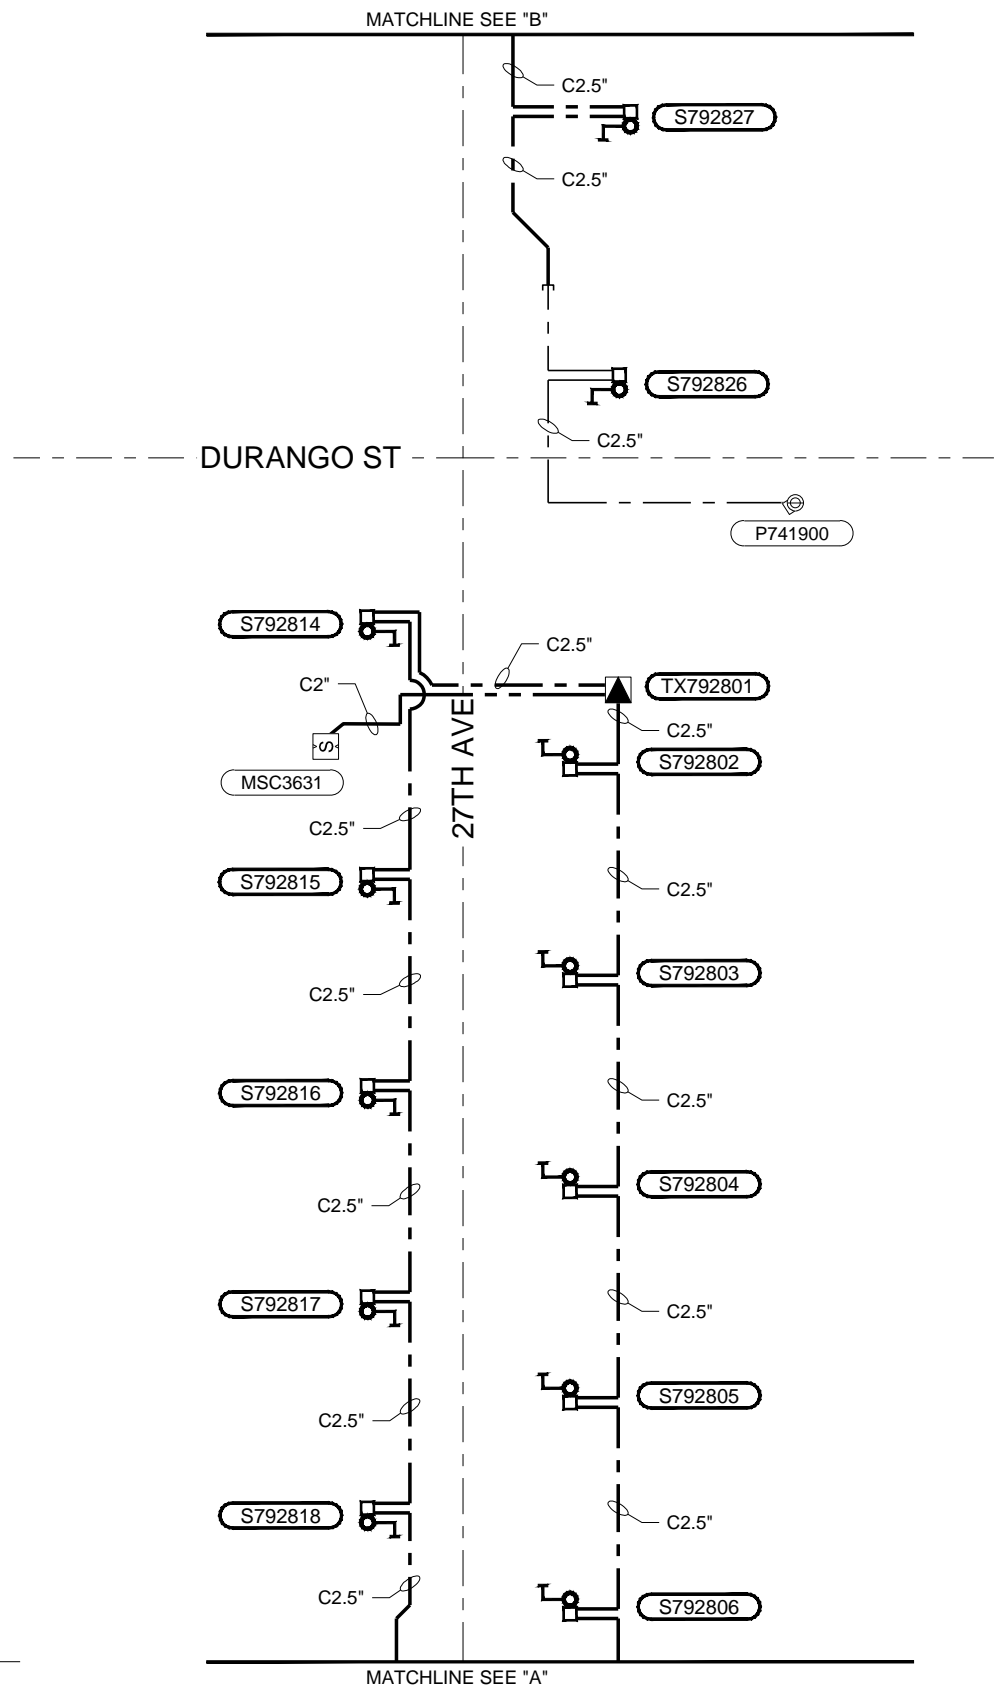 MATCHLINE SEE "B"
C2.5"
S792827
C2.5"
S792826
C2.5"
DURANGO ST
P741900
S792814
C2.5"
C2"
TX792801
C2.5"
S
MSC3631
27TH AVE
S792802
C2.5"
S792815
C2.5"
S792803
C2.5"
S792816
C2.5"
S792804
C2.5"
S792817
C2.5"
S792805
C2.5"
S792818
C2.5"
C2.5"
S792806
MATCHLINE SEE "A"